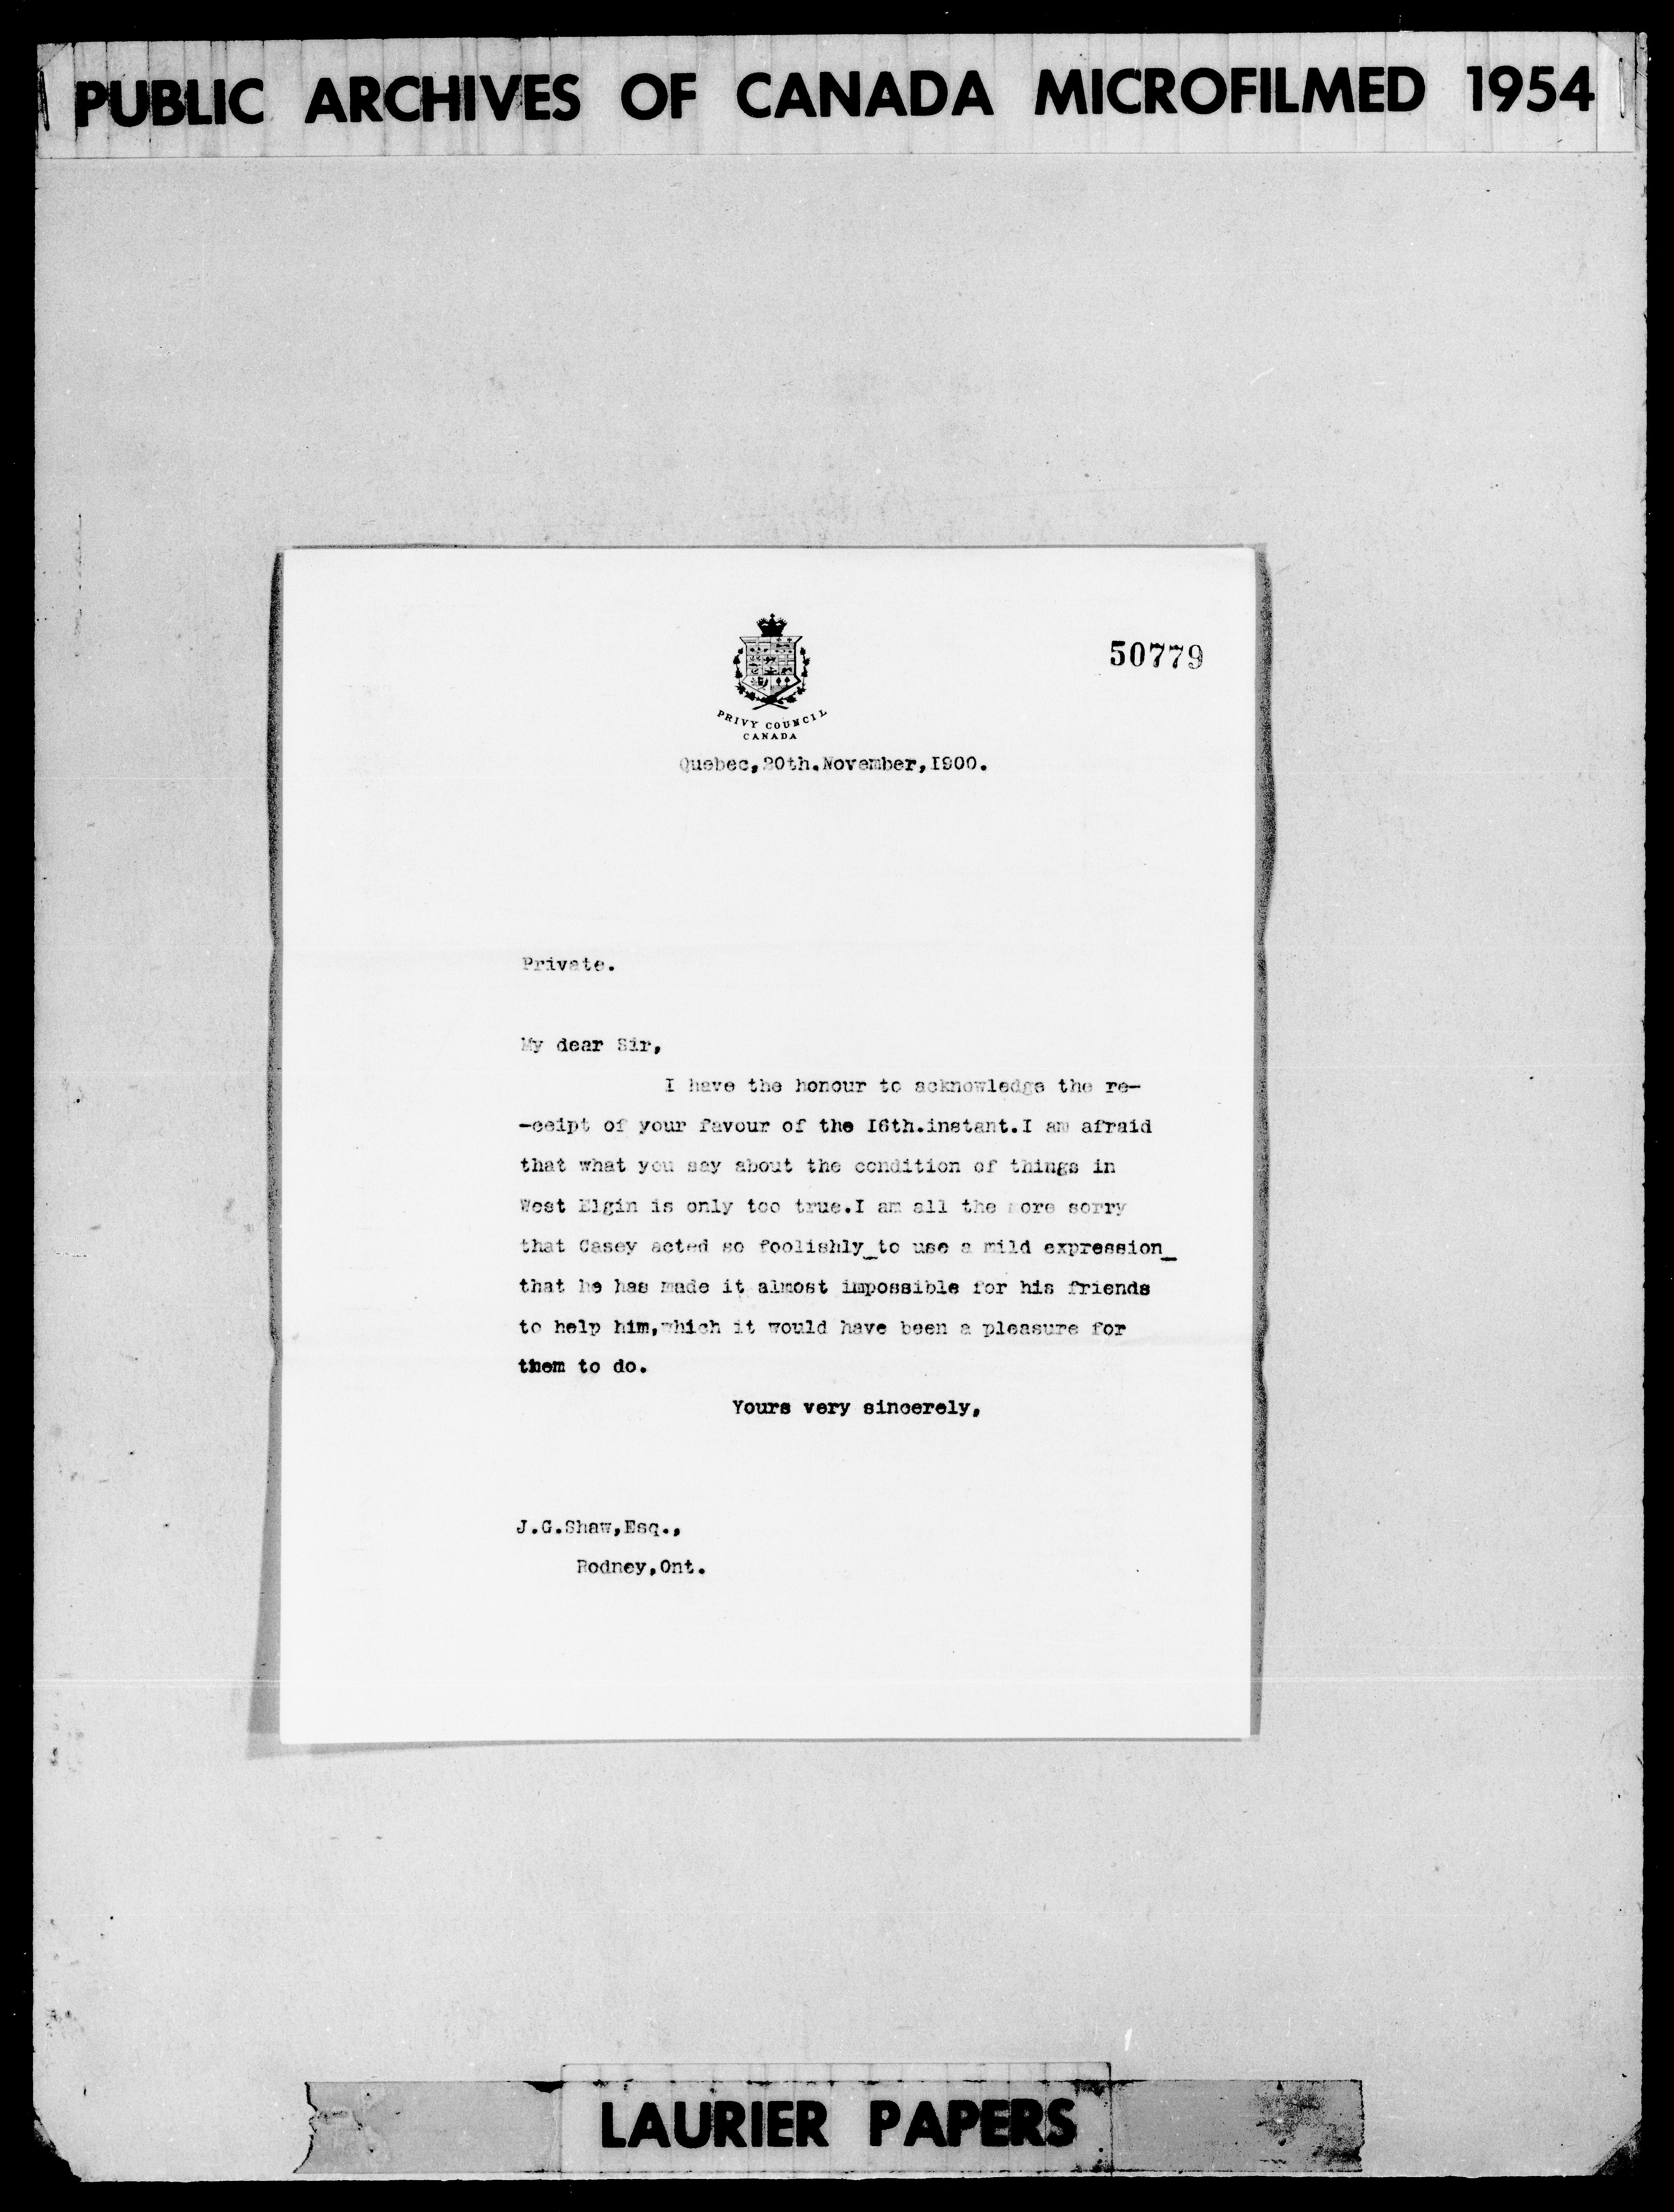 PUBLIC ARCHIVES OF CANADA MICROFILMED 1954
50779
PRIVY COUNCIL
CANADA
Quebec,20th.November,I900.
Private.
My dear Sir,
I have the honour to acknowledge the re-
-ceipt of your favour of the I6th.instant.I am afraid
that what you say about the condition of things in
West Elgin is only too true.I am all the more sorry
that Casey acted so foolishly_to use a mild expression_
that he has made it almost impossible for his friends
to help him,which it would have been a pleasure for
them to do.
Yours very sincerely,
J.G.Shaw,Esq.,
Rodney,Ont.
LAURIER PAPERS